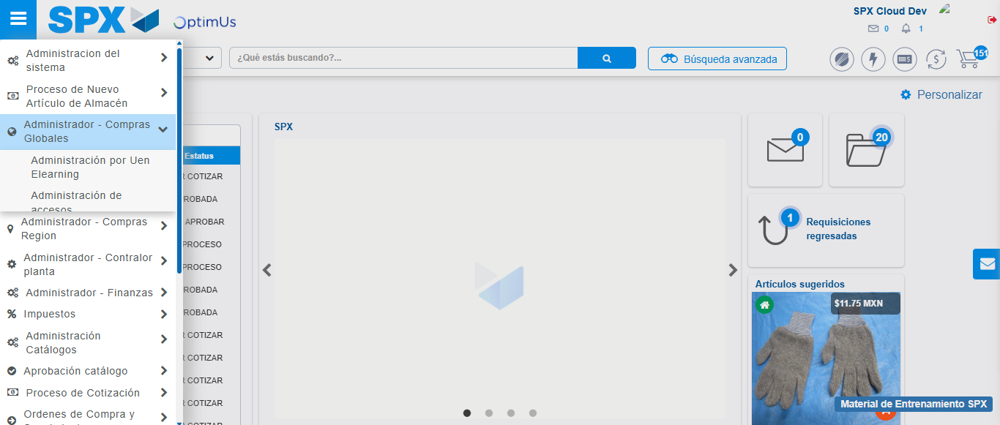 SPX
OptimUs
SPX Cloud Dev
0
1
¿Qué estás buscando?...
Búsqueda avanzada
151
Personalizar
Administracion del
sistema
Proceso de Nuevo
Artículo de Almacén
Administrador - Compras
Globales
Administración por Uen
Elearning
Administración de
accesos
Administrador - Compras
Region
Administrador - Contralor
planta
Administrador - Finanzas
Impuestos
Administración
Catálogos
Aprobación catálogo
Proceso de Cotización
Ordenes de Compra y
Estatus
COTIZAR
ROBADA
APROBAR
PROCESO
PROCESO
ROBADA
ROBADA
COTIZAR
COTIZAR
COTIZAR
COTIZAR
COTIZAR
SPX
0
20
1
Requisiciones
regresadas
Artículos sugeridos
$11.75 MXN
Material de Entrenamiento SPX